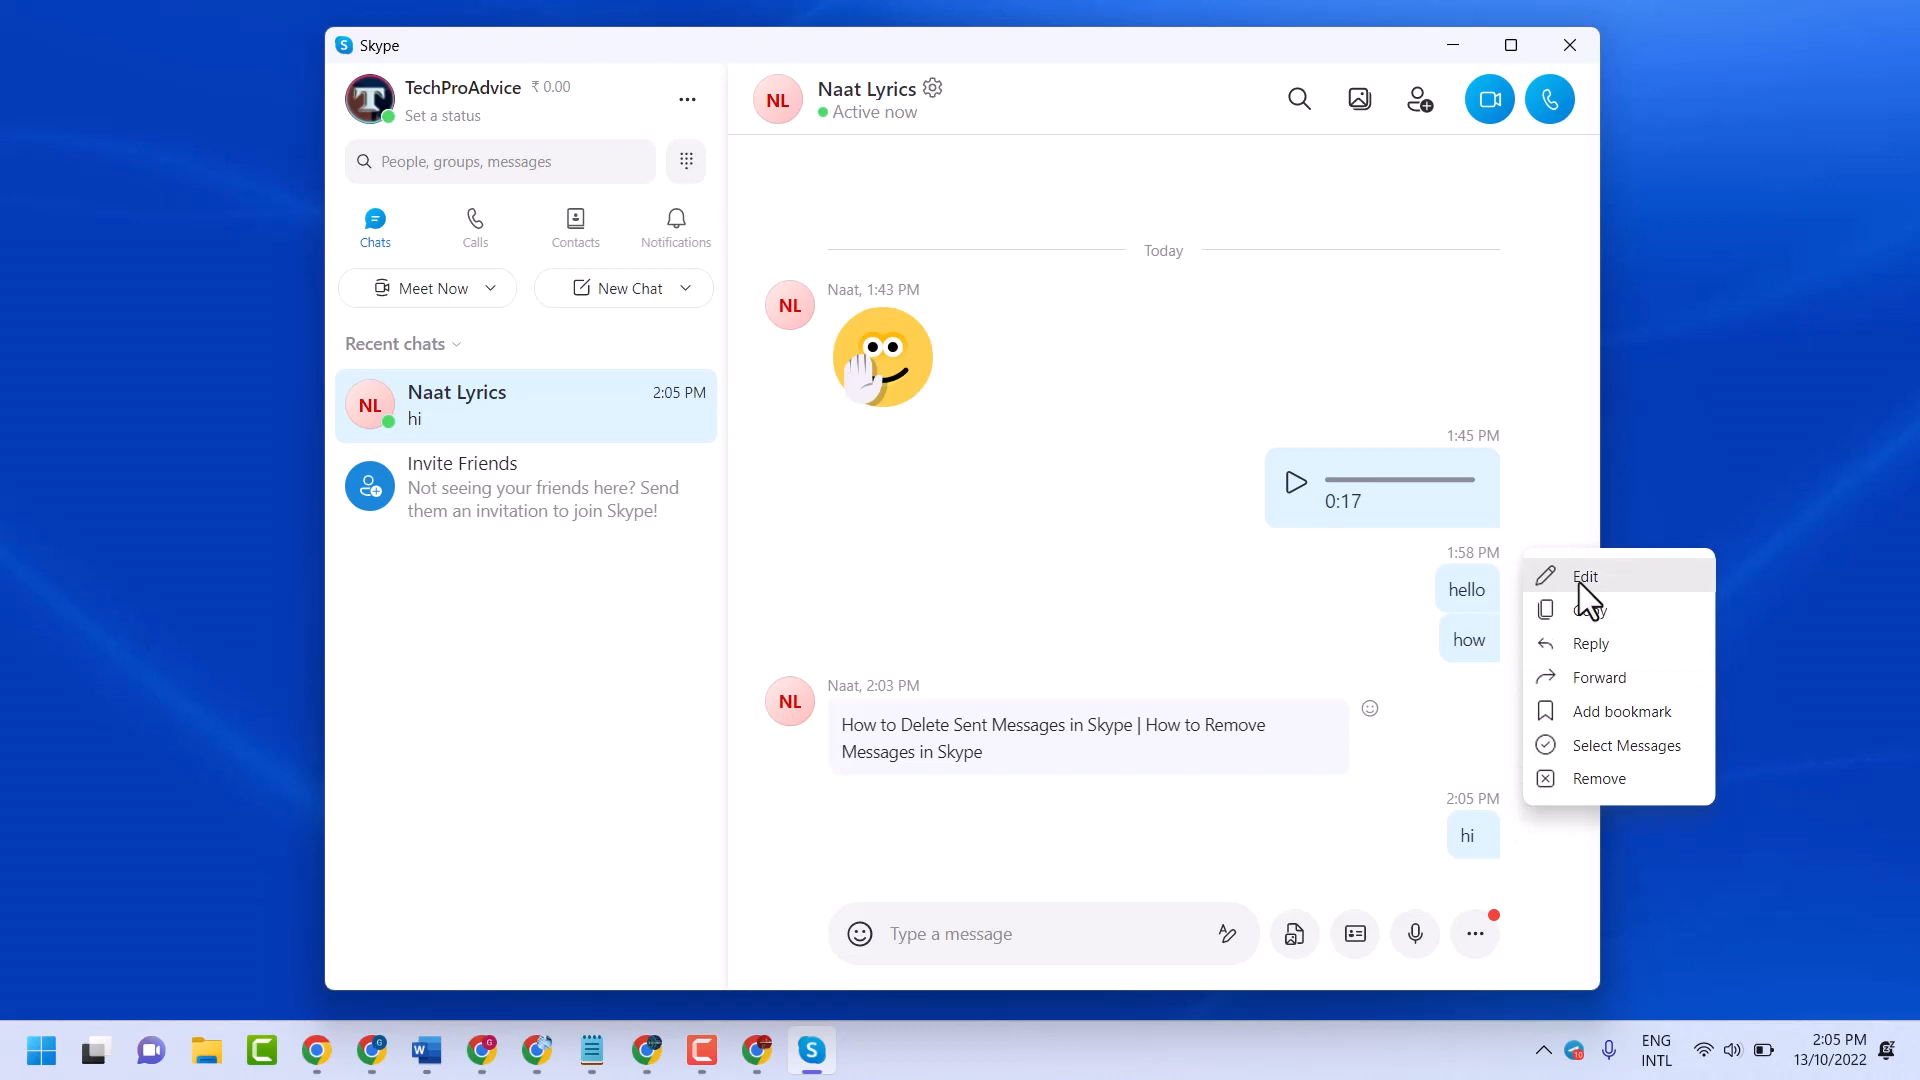 Skype
TechProAdvice ₹ 0.00
Set a status
People, groups, messages
Chats
Calls
Contacts
Notifications
Meet Now
New Chat
Recent chats
NL
Naat Lyrics
2:05 PM
hi
Invite Friends
Not seeing your friends here? Send
them an invitation to join Skype!
NL
Naat Lyrics
Active now
Today
NL
Naat, 1:43 PM
1:45 PM
0:17
1:58 PM
hello
how
NL
Naat, 2:03 PM
How to Delete Sent Messages in Skype | How to Remove
Messages in Skype
2:05 PM
hi
Type a message
Edit
Copy
Reply
Forward
Add bookmark
Select Messages
Remove
ENG
INTL
2:05 PM
13/10/2022